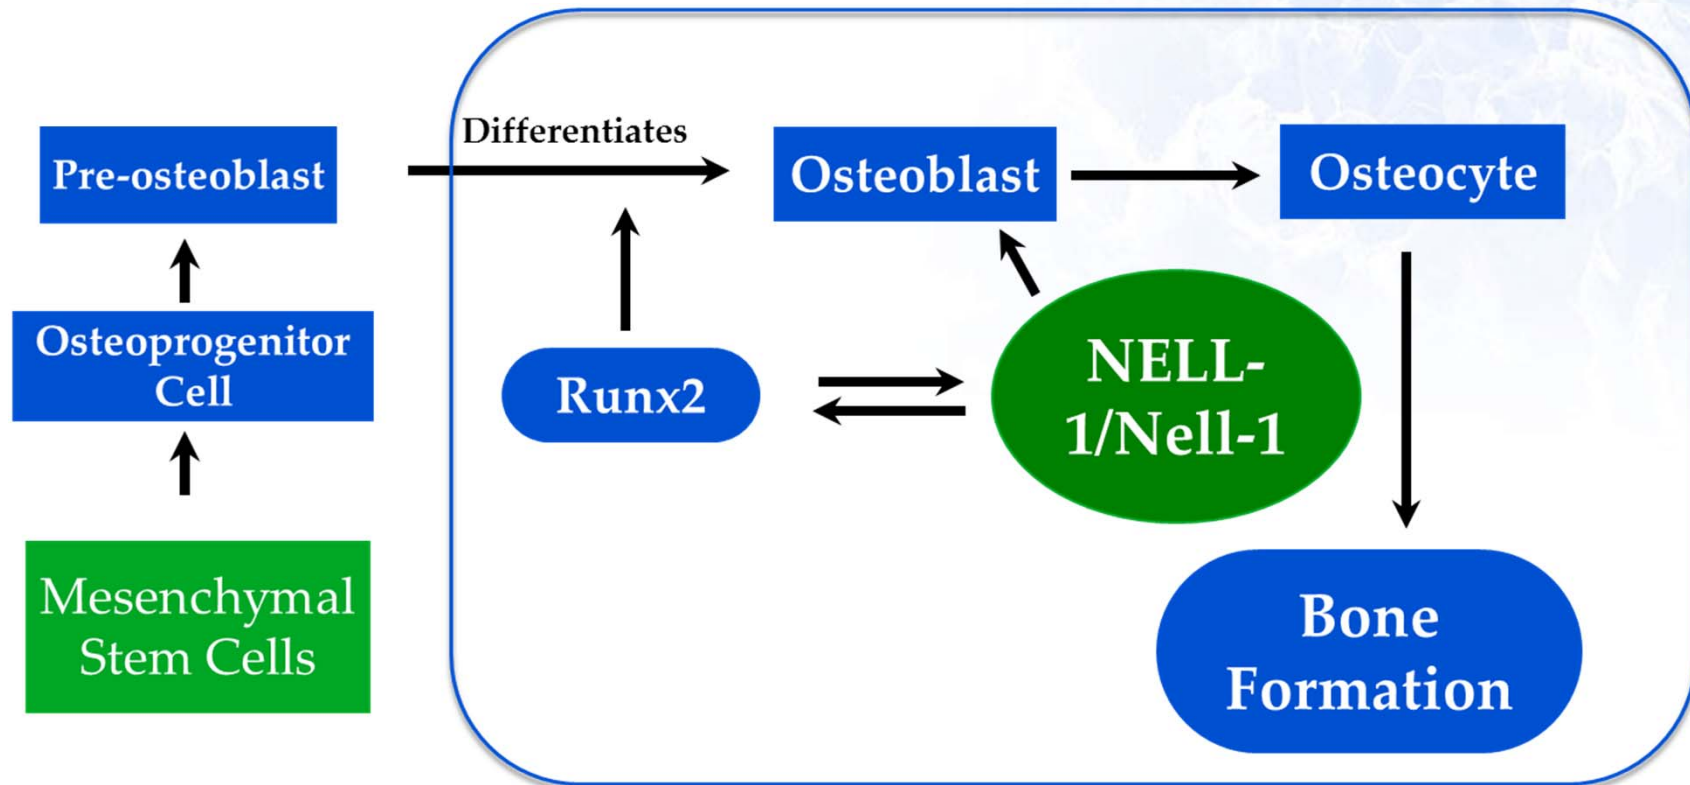 Differentiates
Pre-osteoblast
Osteoblast
Osteocyte
Osteoprogenitor
Cell
Runx2
NELL-
1/Nell-1
Mesenchymal
Stem Cells
Bone
Formation